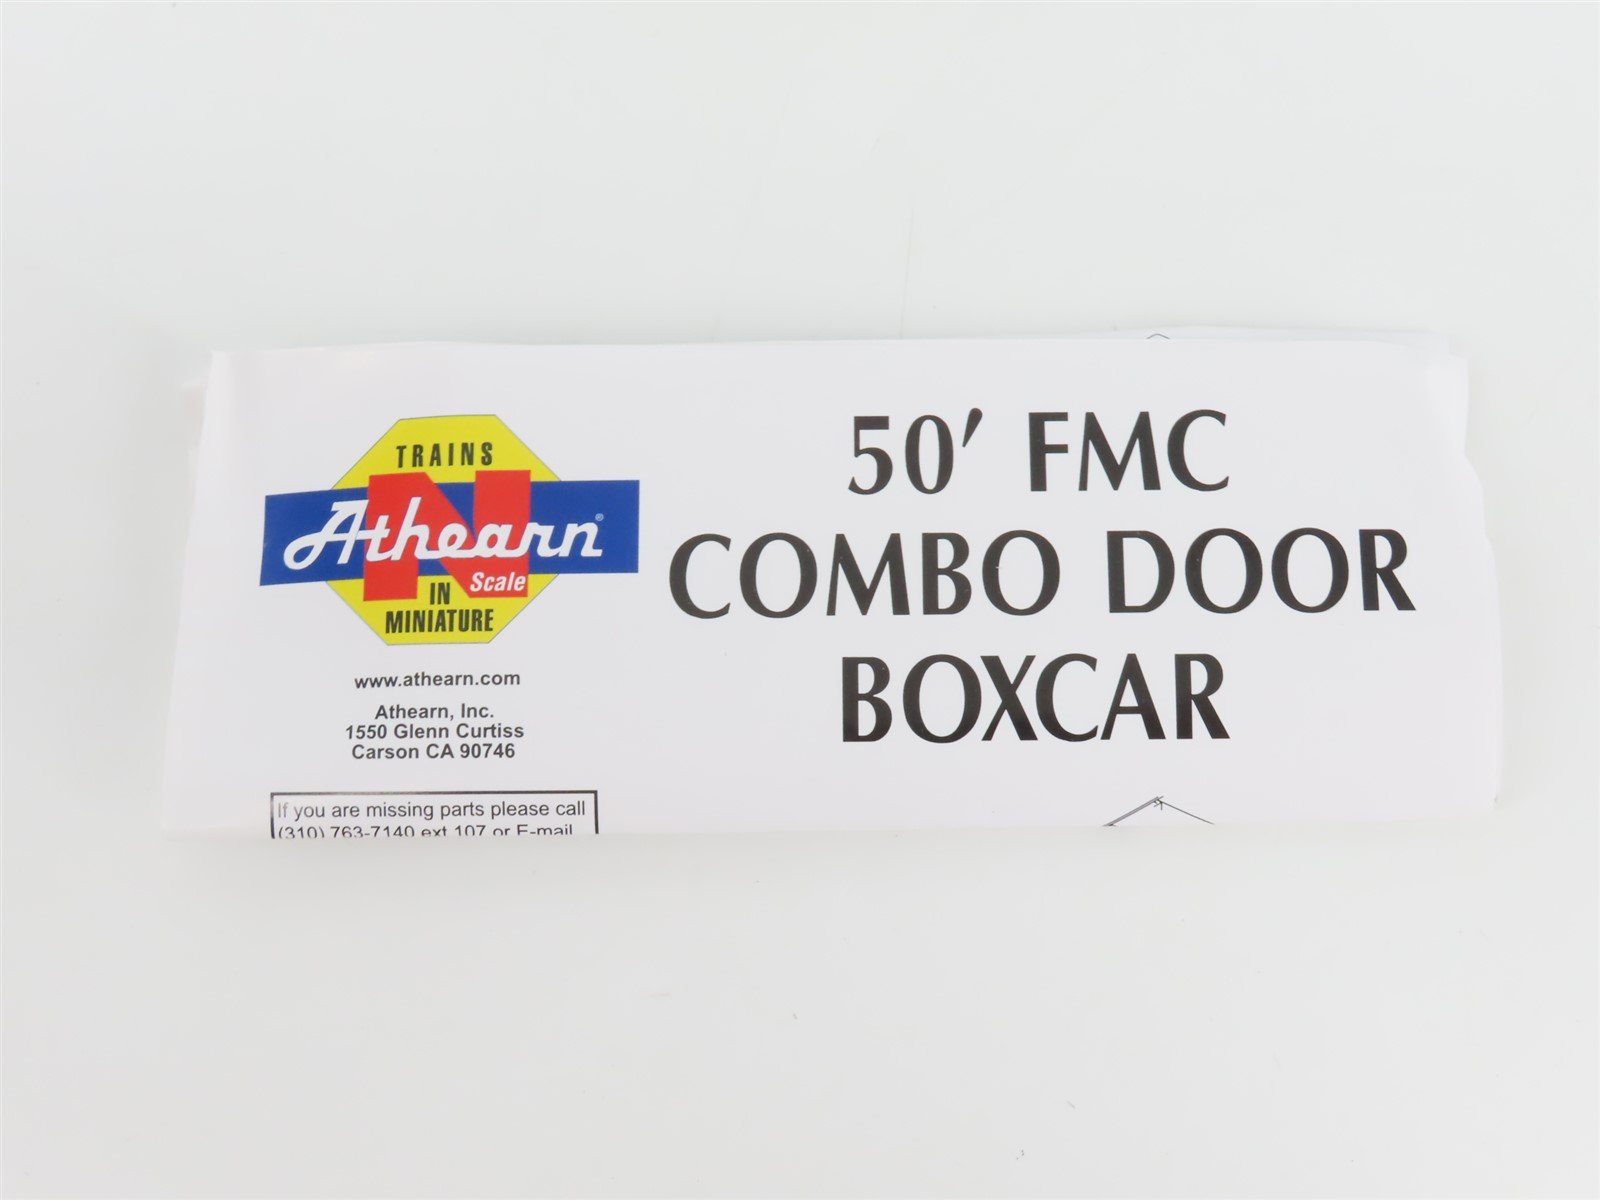 TRAINS
N
Athearn®
Scale
IN
MINIATURE
www.athearn.com
Athearn, Inc.
1550 Glenn Curtiss
Carson CA 90746
If you are missing parts please call
(310) 763-7140 ext 107 or E-mail
50' FMC
COMBO DOOR
BOXCAR